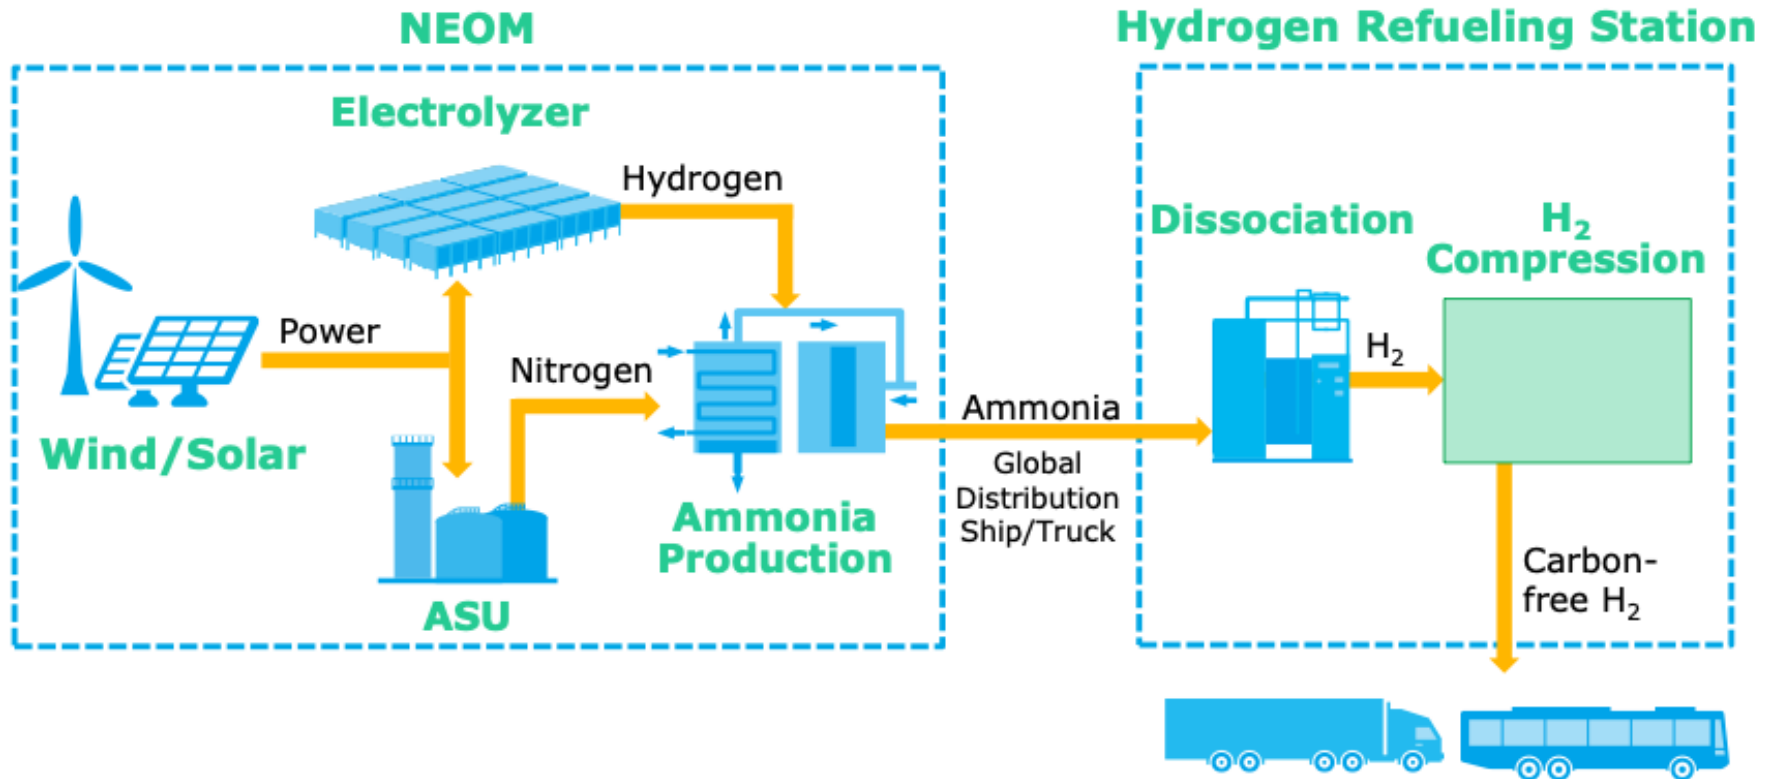 NEOM
Electrolyzer
Hydrogen
Power
Nitrogen
Wind/Solar
ASU
Ammonia
Production
Ammonia
Global
Distribution
Ship/Truck
Hydrogen Refueling Station
Dissociation
H₂
Compression
H₂
Carbon-
free H₂